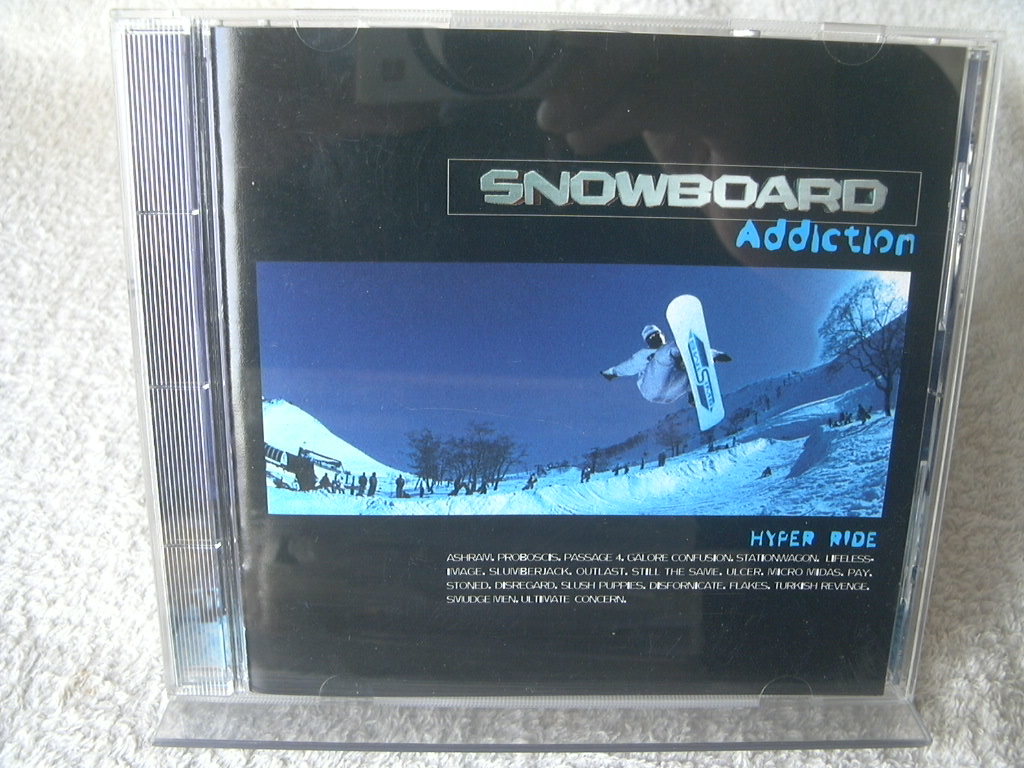 SNOWBOARD
Addiction
HYPER RIDE
ASHRAM. PROBOSCIS. PASSAGE 4. GALORE CONFUSION. STATIONWAGON. LIFELESS-
IMAGE. SLUMBERJACK. OUTLAST. STILL THE SAME. ULCER. MICRO MIDAS. PAY.
STONED. DISREGARD. SLUSH PUPPIES. DISFORNICATE. FLAKES. TURKISH REVENGE.
SMUDGE MEN. ULTIMATE CONCERN.